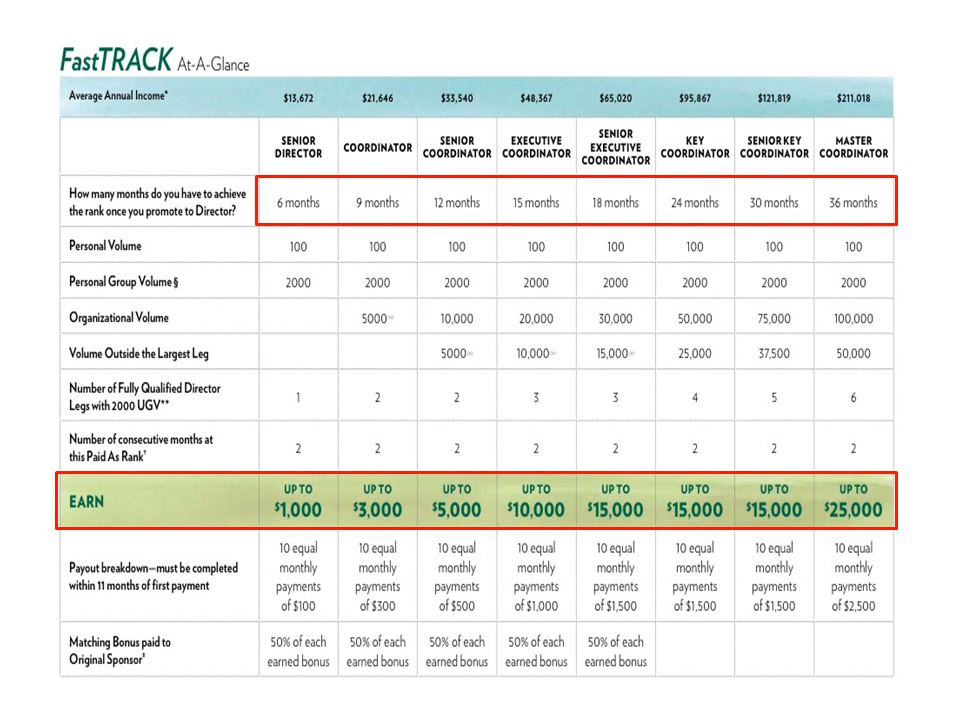 FastTRACK At-A-Glance
Average Annual Income* $13,672 $21,646 $33,540 $48,367 $65,020 $95,867 $121,819 $211,018
SENIOR DIRECTOR COORDINATOR SENIOR COORDINATOR EXECUTIVE COORDINATOR SENIOR EXECUTIVE COORDINATOR KEY COORDINATOR SENIOR KEY COORDINATOR MASTER COORDINATOR
How many months do you have to achieve
the rank once you promote to Director? 6 months 9 months 12 months 15 months 18 months 24 months 30 months 36 months
Personal Volume 100 100 100 100 100 100 100 100
Personal Group Volume § 2000 2000 2000 2000 2000 2000 2000 2000
Organizational Volume 5000∞ 10,000 20,000 30,000 50,000 75,000 100,000
Volume Outside the Largest Leg 5000∞ 10,000∞ 15,000∞ 25,000 37,500 50,000
Number of Fully Qualified Director
Legs with 2000 UGV** 1 2 2 3 3 4 5 6
Number of consecutive months at
this Paid As Rank† 2 2 2 2 2 2 2 2
EARN UP TO $1,000 UP TO $3,000 UP TO $5,000 UP TO $10,000 UP TO $15,000 UP TO $15,000 UP TO $15,000 UP TO $25,000
Payout breakdown—must be completed
within 11 months of first payment
10 equal 10 equal 10 equal 10 equal 10 equal 10 equal 10 equal 10 equal
monthly monthly monthly monthly monthly monthly monthly monthly
payments payments payments payments payments payments payments payments
of $100 of $300 of $500 of $1,000 of $1,500 of $1,500 of $1,500 of $2,500
Matching Bonus paid to
Original Sponsor‡
50% of each 50% of each 50% of each 50% of each 50% of each
earned bonus earned bonus earned bonus earned bonus earned bonus